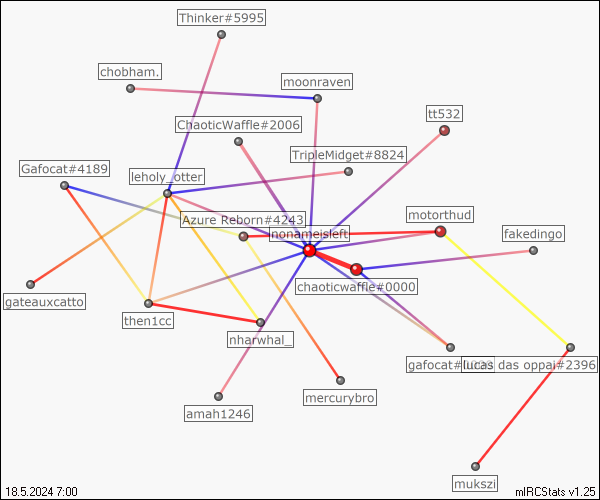 Thinker#5995
chobham.
moonraven
tt532
ChaoticWaffle#2006
TripleMidget#8824
Gafocat#4189
leholy_otter
Azure Reborn#4243
motorthud
nonameisleft
fakedingo
chaoticwaffle#0000
gateauxcatto
then1cc
nharwhal_
gafocat#
lucas das oppai#2396
mercurybro
amah1246
mukszi
18.5.2024 7:00
mIRCStats v1.25